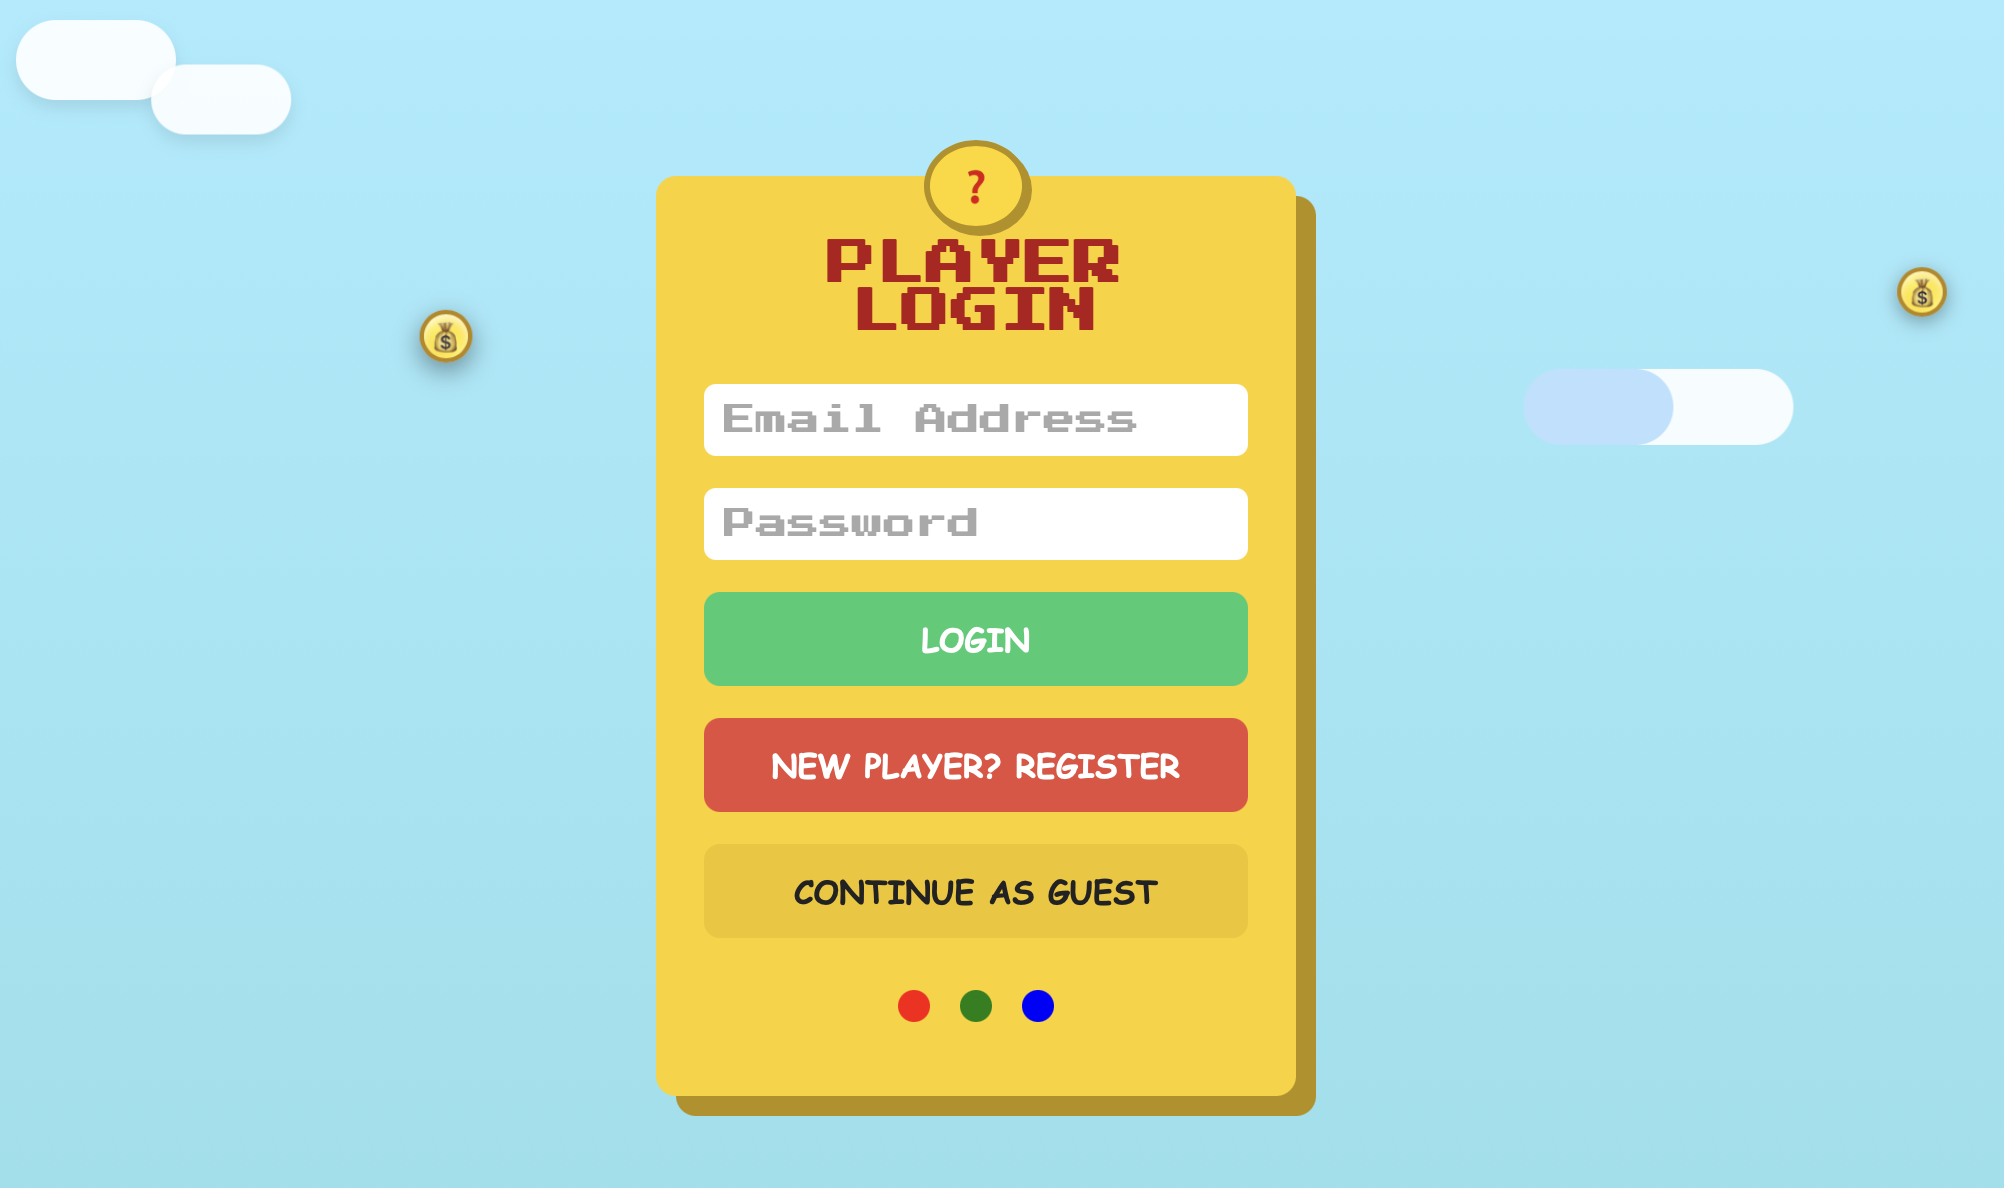 ?
PLAYER
LOGIN
Email Address
Password
LOGIN
NEW PLAYER? REGISTER
CONTINUE AS GUEST
$
$